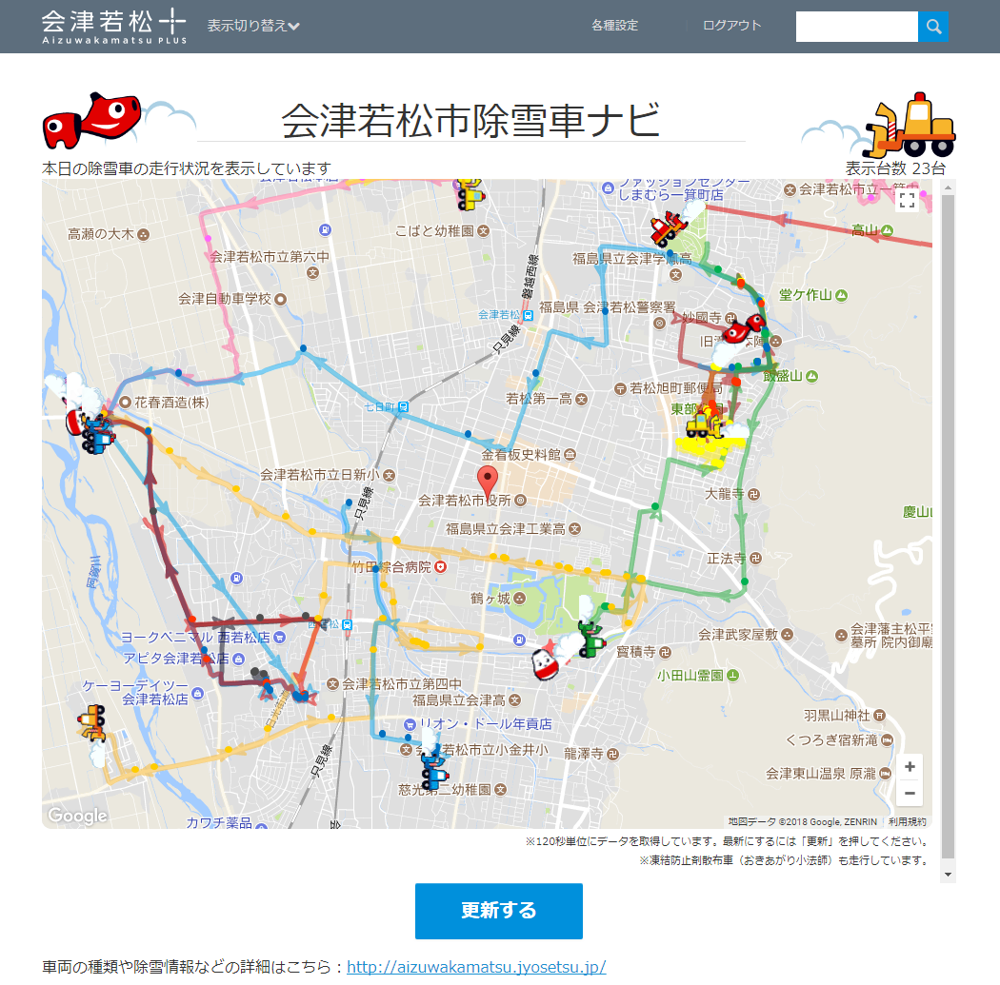 会津若松
Aizuwakamatsu PLUS
表示切り替え
各種設定
ログアウト
会津若松市除雪車ナビ
本日の除雪車の走行状況を表示しています
表示台数 23台
ファッションセンター
しまむら一箕町店
会津若松市立一箕中
高瀬の大木
こばと幼稚園
高山
会津若松市立第六中
福島県立会津学鳳高
磐越西線
会津自動車学校
堂ケ作山
会津若松
福島県 会津若松警察署
妙國寺
只見線
飯盛山
若松旭町郵便局
花春酒造(株)
若松第一高
七日町
金看板史料館
会津若松市立日新小
大龍寺
会津若松市役所
只見線
慶山
福島県立会津工業高
正法寺
竹田綜合病院
阿賀川
鶴ヶ城
西若松
ヨークベニマル 西若松店
会津武家屋敷
会津藩主松平
墓所 院内御廟
アピタ会津若松店
寶積寺
小田山霊園
ケーヨーデイツー
会津若松店
会津若松市立第四中
福島県立会津高
日光街道
羽黒山神社
リオン・ドール年貢店
くつろぎ宿新滝
会津若松市立小金井小
龍澤寺
只見線
会津東山温泉 原瀧
慈光第二幼稚園
+
−
Google
カワチ薬品
地図データ ©2018 Google, ZENRIN
利用規約
※120秒単位にデータを取得しています。最新にするには「更新」を押してください。
※凍結防止剤散布車（おきあがり小法師）も走行しています。
更新する
車両の種類や除雪情報などの詳細はこちら：http://aizuwakamatsu.jyosetsu.jp/